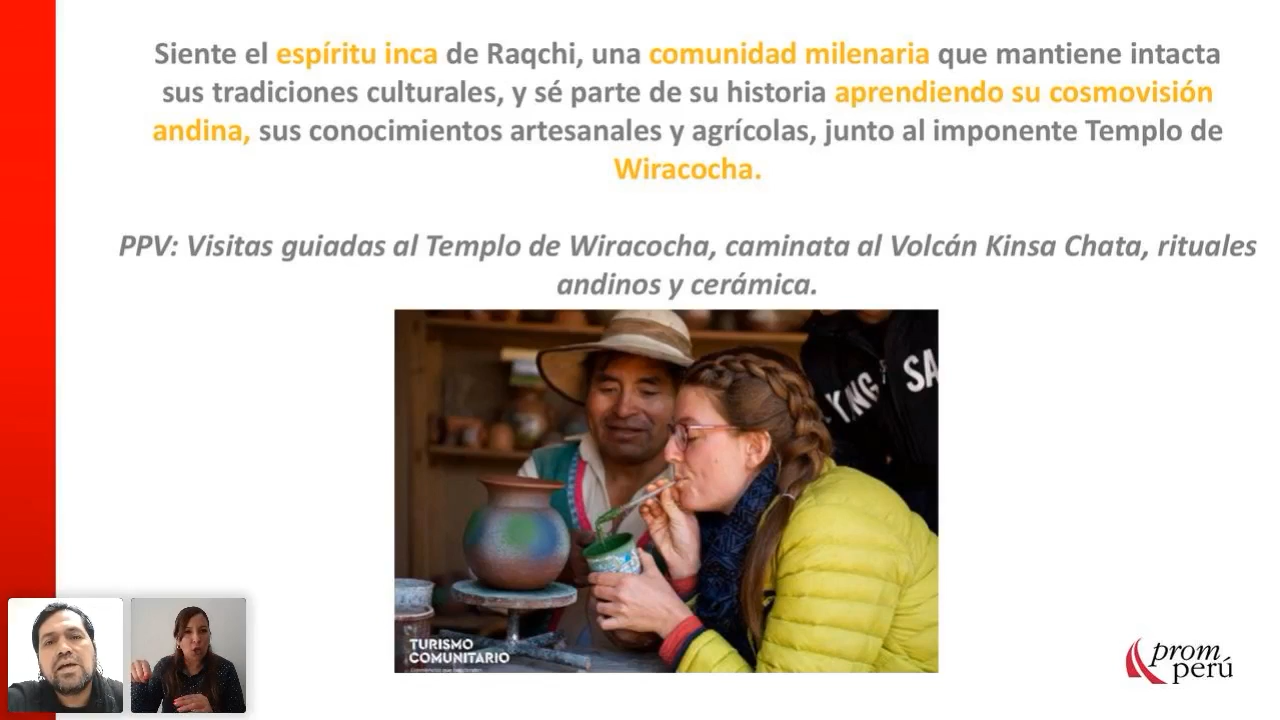 Siente el espíritu inca de Raqchi, una comunidad milenaria que mantiene intacta
sus tradiciones culturales, y sé parte de su historia aprendiendo su cosmovisión
andina, sus conocimientos artesanales y agrícolas, junto al imponente Templo de
Wiracocha.
PPV: Visitas guiadas al Templo de Wiracocha, caminata al Volcán Kinsa Chata, rituales
andinos y cerámica.
YNG SA
TURISMO
COMUNITARIO
prom
perú